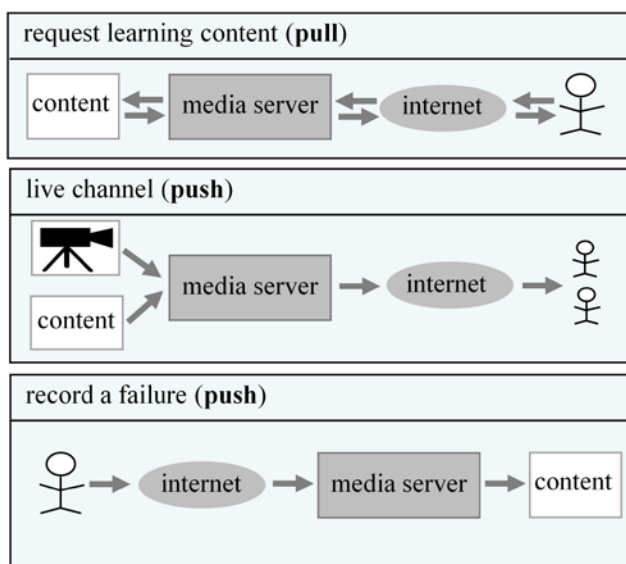 request learning content (pull)
content
media server
internet
live channel (push)
content
media server
internet
record a failure (push)
internet
media server
content